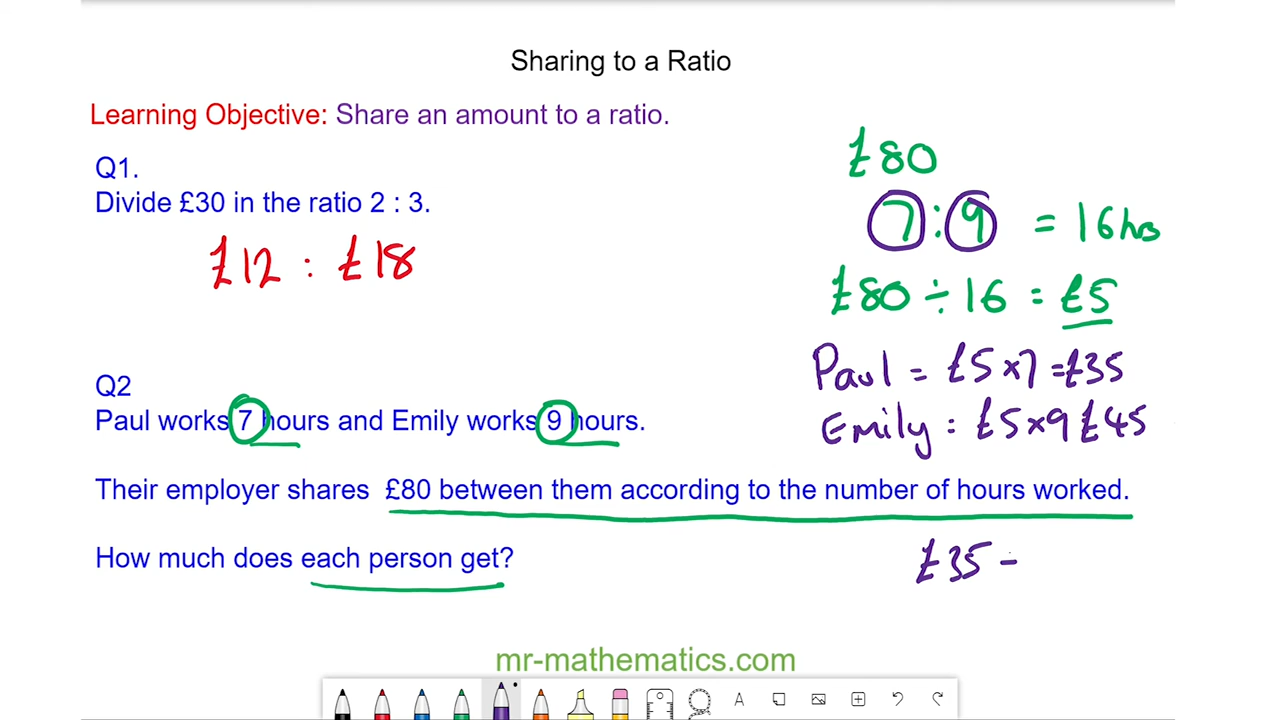 Sharing to a Ratio
Learning Objective: Share an amount to a ratio.
Q1.
Divide £30 in the ratio 2 : 3.
£12 : £18
£80
7 : 9 = 16hrs
£80 ÷ 16 = £5
Paul = £5 × 7 = £35
Emily = £5 × 9 £45
Q2
Paul works 7 hours and Emily works 9 hours.
Their employer shares £80 between them according to the number of hours worked.
How much does each person get?
£35 -
mr-mathematics.com
A